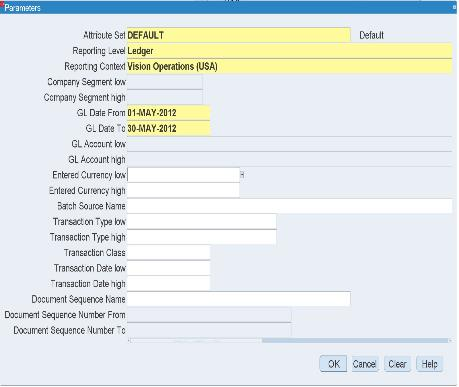 Parameters
Attribute Set DEFAULT Default
Reporting Level Ledger
Reporting Context Vision Operations (USA)
Company Segment low
Company Segment high
GL Date From 01-MAY-2012
GL Date To 30-MAY-2012
GL Account low
GL Account high
Entered Currency low
Entered Currency high
Batch Source Name
Transaction Type low
Transaction Type high
Transaction Class
Transaction Date low
Transaction Date high
Document Sequence Name
Document Sequence Number From
Document Sequence Number To
OK Cancel Clear Help